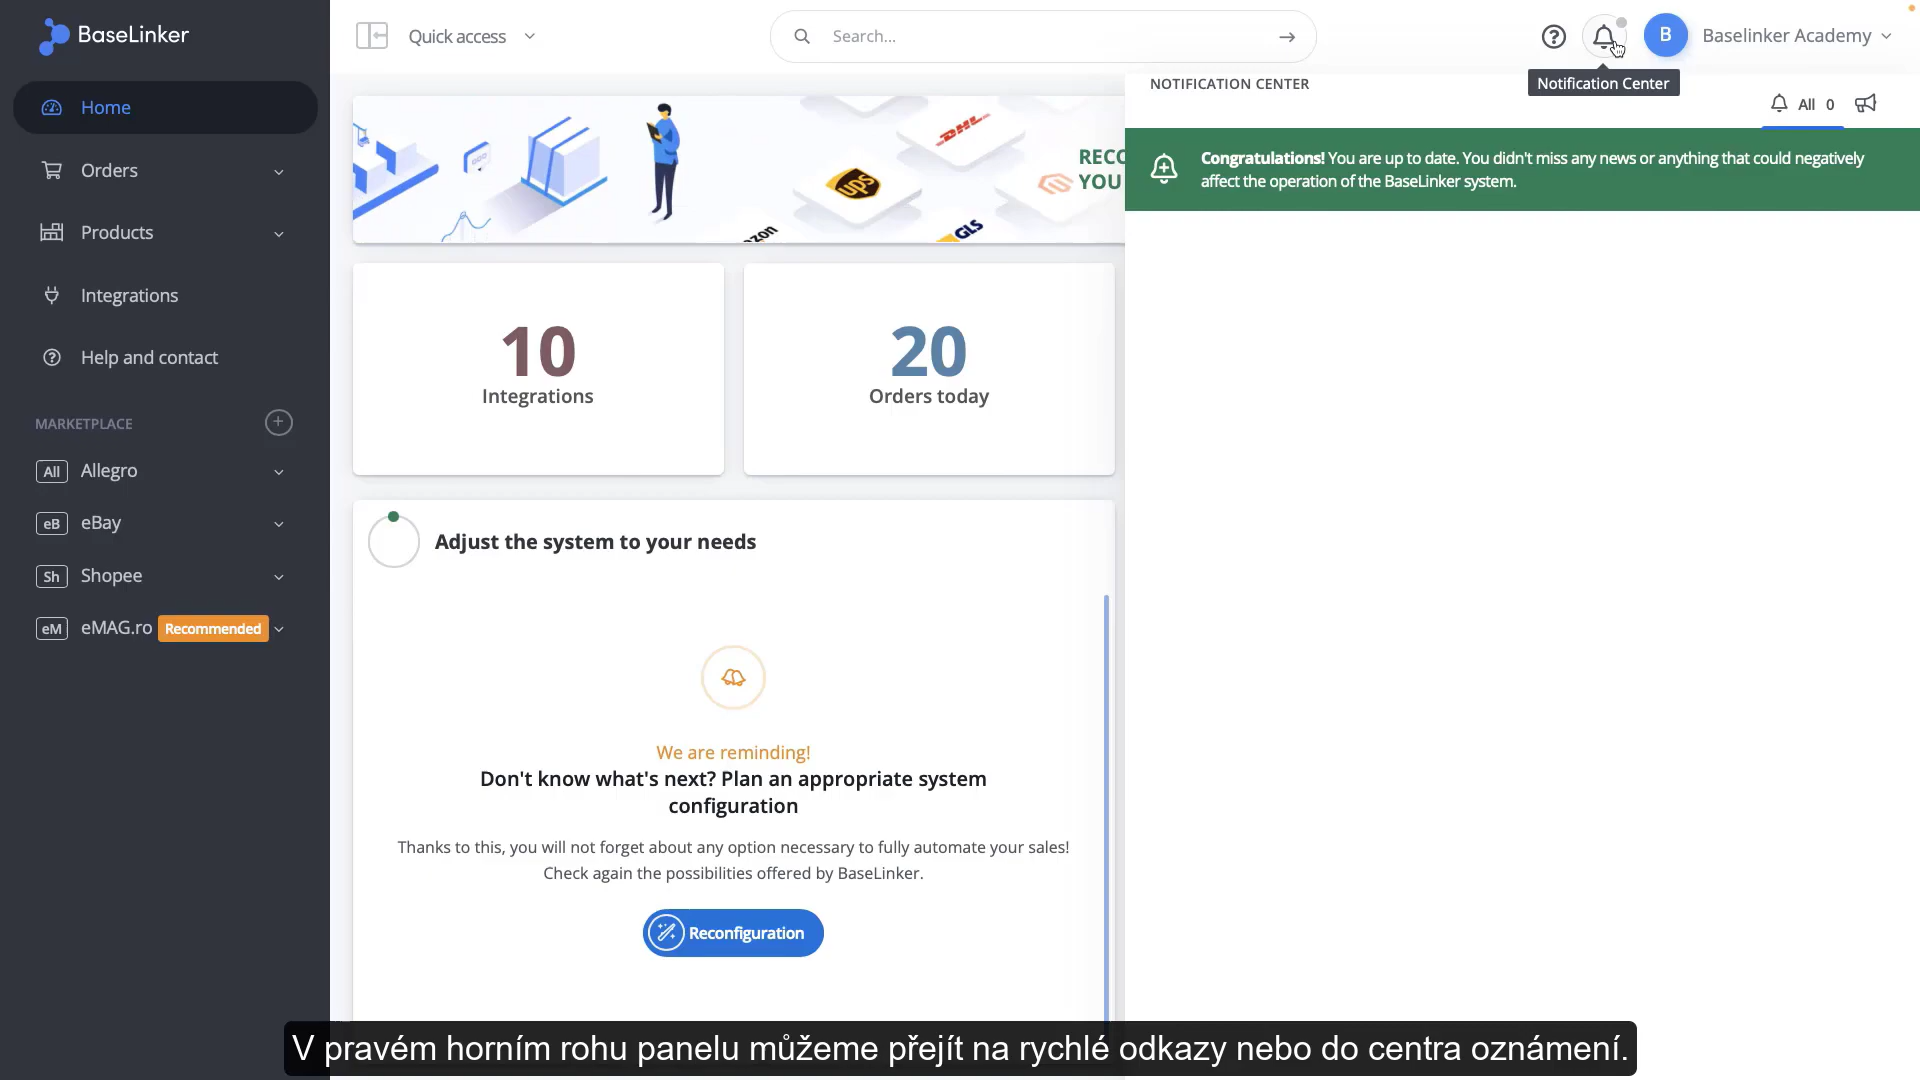 BaseLinker
Quick access
Search...
B
Baselinker Academy
Notification Center
NOTIFICATION CENTER
All 0
Congratulations! You are up to date. You didn't miss any news or anything that could negatively
affect the operation of the BaseLinker system.
Home
Orders
Products
Integrations
Help and contact
MARKETPLACE
All Allegro
eB eBay
Sh Shopee
eM eMAG.ro Recommended
DHL
ups
GLS
zon
RECO
YOU
10
Integrations
20
Orders today
Adjust the system to your needs
We are reminding!
Don't know what's next? Plan an appropriate system
configuration
Thanks to this, you will not forget about any option necessary to fully automate your sales!
Check again the possibilities offered by BaseLinker.
Reconfiguration
V pravém horním rohu panelu můžeme přejít na rychlé odkazy nebo do centra oznámení.